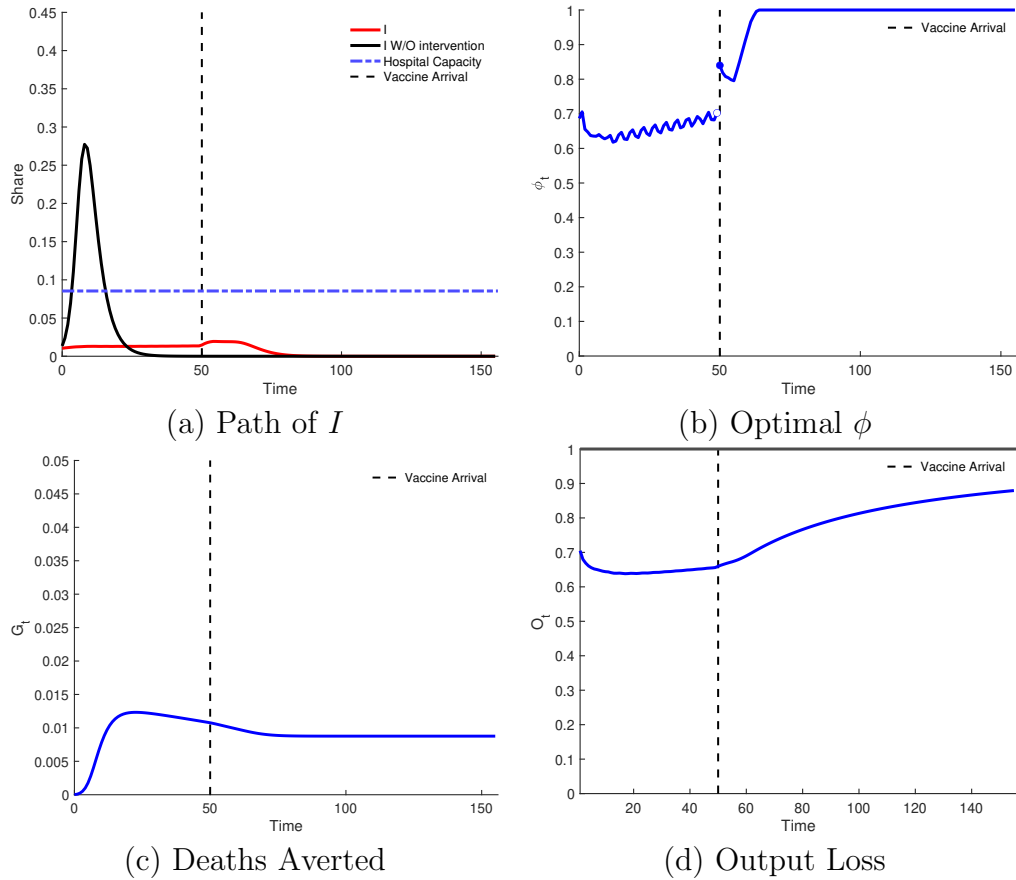 0.45
0.4
0.35
0.3
0.25
0.2
0.15
0.1
0.05
0
Share
0 50 100 150
Time
I
I W/O intervention
Hospital Capacity
Vaccine Arrival
(a) Path of I
1
0.9
0.8
0.7
0.6
0.5
0.4
0.3
0.2
0.1
0
ϕt
0 50 100 150
Time
Vaccine Arrival
(b) Optimal ϕ
0.05
0.045
0.04
0.035
0.03
0.025
0.02
0.015
0.01
0.005
0
Gt
0 50 100 150
Time
Vaccine Arrival
(c) Deaths Averted
1
0.9
0.8
0.7
0.6
0.5
0.4
0.3
0.2
0.1
0
Ot
20 40 60 80 100 120 140
Time
Vaccine Arrival
(d) Output Loss